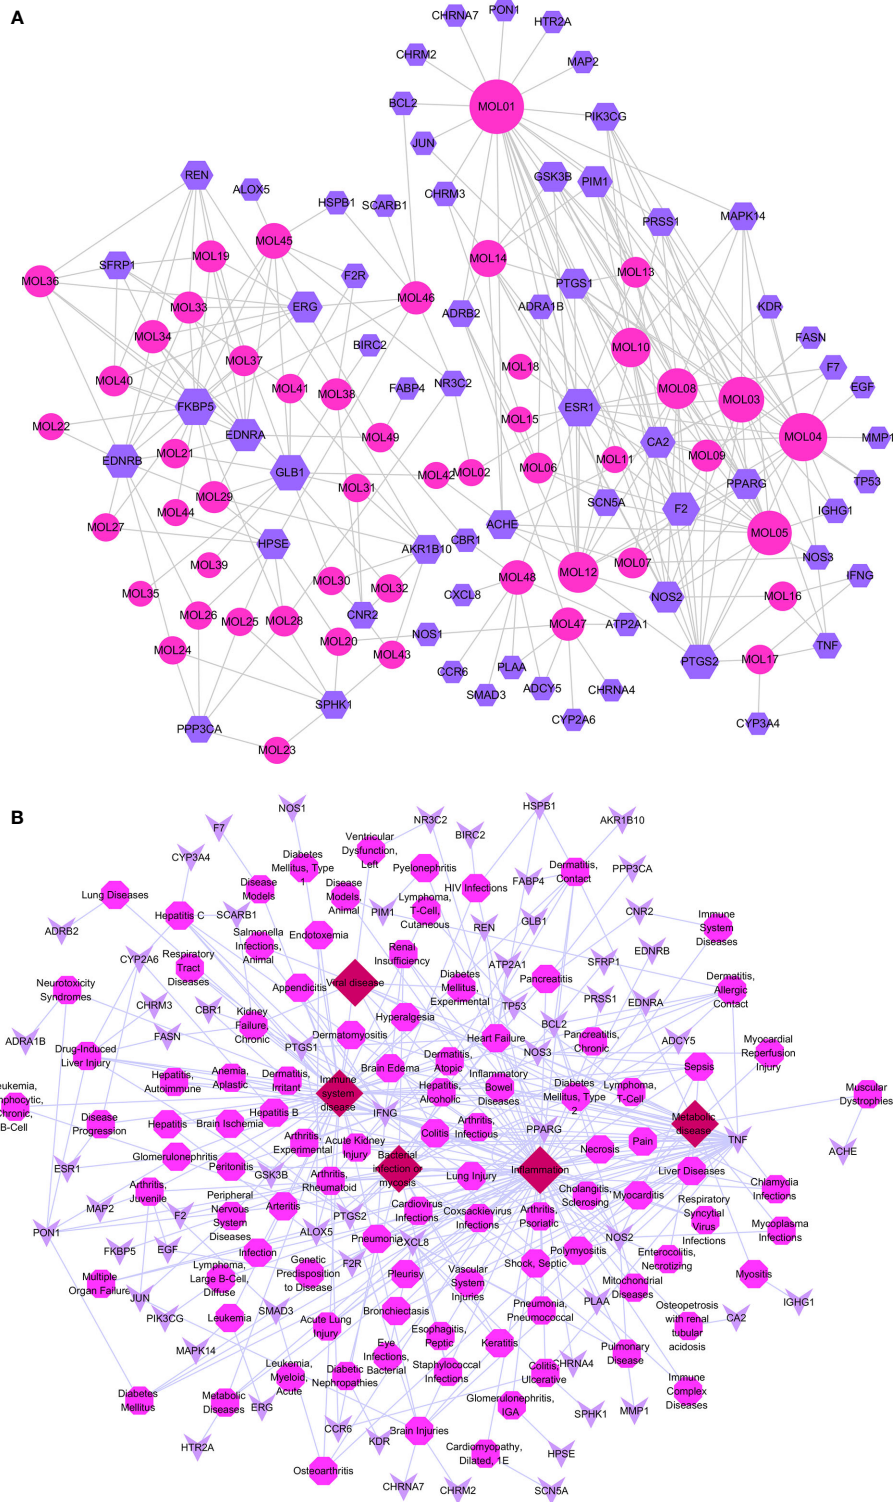 A
CHRNA7
PON1
HTR2A
CHRM2
MAP2
BCL2
MOL01
PIK3CG
JUN
REN
ALOX5
GSK3B
PIM1
HSPB1
SCARB1
CHRM3
PRSS1
MAPK14
MOL45
SFRP1
MOL19
MOL14
MOL36
F2R
MOL13
PTGS1
MOL46
ERG
MOL33
ADRB2
ADRA1B
KDR
MOL34
BIRC2
MOL10
FASN
MOL37
MOL18
F7
MOL40
MOL41
MOL38
FABP4
NR3C2
MOL08
MOL03
EGF
FKBP5
ESR1
MOL22
EDNRA
MOL49
MOL15
CA2
MOL04
MMP1
EDNRB
MOL21
GLB1
MOL42
MOL02
MOL06
MOL11
MOL09
PPARG
TP53
MOL29
MOL31
SCN5A
F2
IGHG1
MOL44
MOL27
ACHE
MOL05
HPSE
AKR1B10
CBR1
NOS3
MOL39
MOL30
MOL32
MOL48
MOL12
MOL07
IFNG
MOL35
CXCL8
NOS2
MOL16
MOL26
MOL25
MOL28
CNR2
MOL47
ATP2A1
MOL24
MOL20
MOL43
NOS1
TNF
CCR6
PLAA
PTGS2
MOL17
SMAD3
ADCY5
CHRNA4
SPHK1
PPP3CA
CYP2A6
CYP3A4
MOL23
B
NOS1
HSPB1
F7
NR3C2
BIRC2
AKR1B10
CYP3A4
Diabetes
Mellitus, Type
1
Ventricular
Dysfunction,
Left
Pyelonephritis
Dermatitis,
Contact
PPP3CA
Lung Diseases
Disease
Models
Disease
Models,
Animal
HIV Infections
FABP4
Hepatitis C
SCARB1
PIM1
Lymphoma,
T-Cell,
Cutaneous
REN
GLB1
CNR2
Immune
System
Diseases
ADRB2
Salmonella
Infections,
Animal
Endotoxemia
Renal
Insufficiency
CYP2A6
Respiratory
Tract
Diseases
ATP2A1
SFRP1
EDNRB
Neurotoxicity
Syndromes
Appendicitis
Viral disease
Diabetes
Mellitus,
Experimental
Pancreatitis
Dermatitis,
Allergic
Contact
CHRM3
CBR1
TP53
PRSS1
EDNRA
ADRA1B
FASN
Kidney
Failure,
Chronic
Hyperalgesia
BCL2
Drug-Induced
Liver Injury
PTGS1
Dermatomyositis
Heart Failure
NOS3
Pancreatitis,
Chronic
ADCY5
Myocardial
Reperfusion
Injury
Hepatitis,
Autoimmune
Anemia,
Aplastic
Dermatitis,
Irritant
Brain Edema
Dermatitis,
Atopic
Sepsis
Immune
system
disease
Hepatitis,
Alcoholic
Inflammatory
Bowel
Diseases
Diabetes
Mellitus, Type
2
Lymphoma,
T-Cell
Muscular
Dystrophies
Chronic,
B-Cell
Disease
Progression
Hepatitis
Brain Ischemia
Hepatitis B
IFNG
Colitis
Arthritis,
Infectious
PPARG
Metabolic
disease
TNF
Arthritis,
Experimental
Acute Kidney
Injury
Necrosis
Pain
ACHE
ESR1
Glomerulonephritis
Peritonitis
GSK3B
Arthritis,
Rheumatoid
Bacterial
infection or
mycosis
Lung Injury
Inflammation
Liver Diseases
MAP2
Arthritis,
Juvenile
F2
Peripheral
Nervous
System
Diseases
Arteritis
PTGS2
Cardiovirus
Infections
Coxsackievirus
Infections
Arthritis,
Psoriatic
Cholangitis,
Sclerosing
Myocarditis
Chlamydia
Infections
Respiratory
Syncytial
Virus
Infections
Mycoplasma
Infections
PON1
FKBP5
EGF
Infection
ALOX5
Pneumonia
CXCL8
F2R
Polymyositis
NOS2
Enterocolitis,
Necrotizing
Multiple
Organ Failure
JUN
Lymphoma,
Large B-Cell,
Diffuse
Genetic
Predisposition
to Disease
Pleurisy
Vascular
System
Injuries
Shock, Septic
Mitochondrial
Diseases
Myositis
IGHG1
PIK3CG
Leukemia
SMAD3
Acute Lung
Injury
Bronchiectasis
Pneumonia,
Pneumococcal
PLAA
Osteopetrosis
with renal
tubular
acidosis
CA2
MAPK14
Eye
Infections,
Bacterial
Esophagitis,
Peptic
Keratitis
Pulmonary
Disease
Leukemia,
Myeloid,
Acute
Diabetic
Nephropathies
Staphylococcal
Infections
Colitis,
Ulcerative
Immune
Complex
Diseases
Diabetes
Mellitus
Metabolic
Diseases
ERG
Glomerulonephritis,
IGA
SPHK1
MMP1
HTR2A
CCR6
KDR
Brain Injuries
Cardiomyopathy,
Dilated, 1E
HPSE
Osteoarthritis
CHRNA7
CHRM2
SCN5A